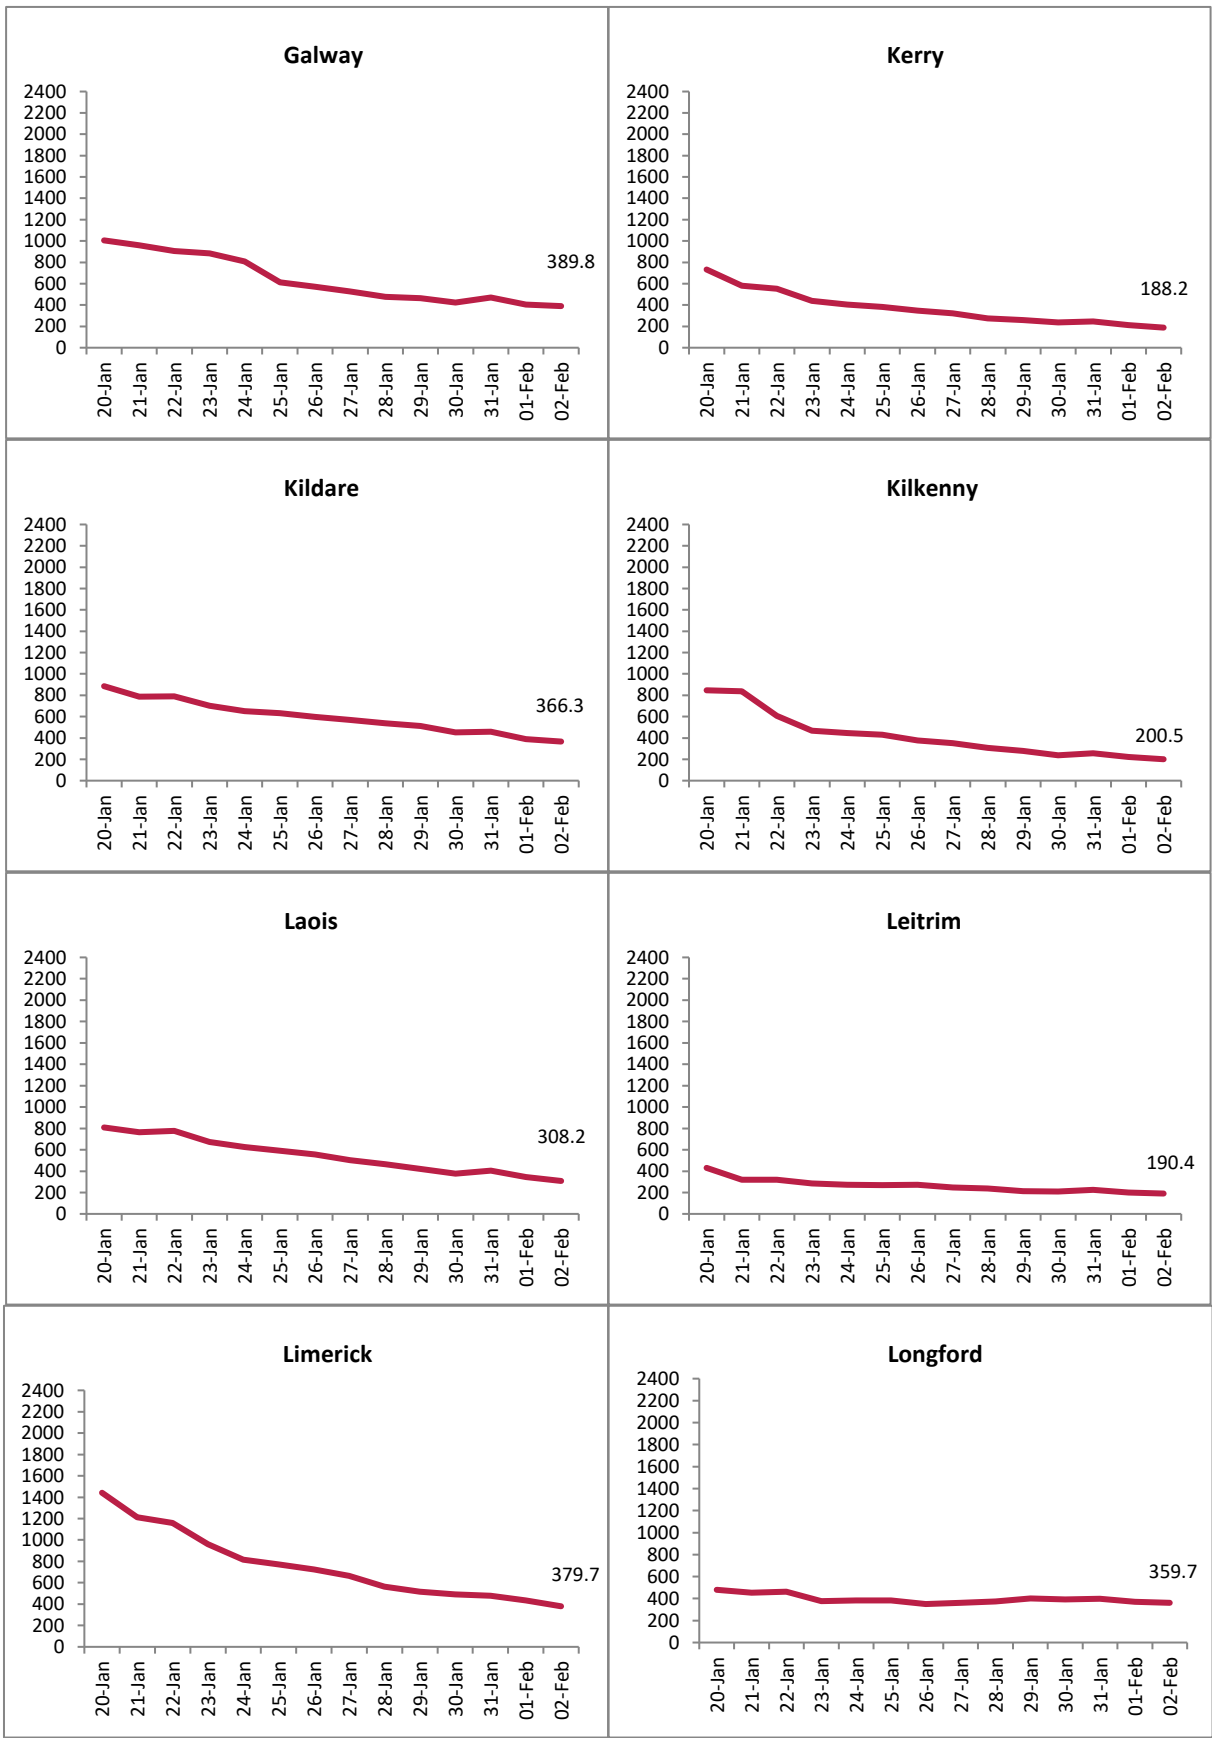 Galway
2400
2200
2000
1800
1600
1400
1200
1000
800
600
400
200
0
389.8
20-Jan
21-Jan
22-Jan
23-Jan
24-Jan
25-Jan
26-Jan
27-Jan
28-Jan
29-Jan
30-Jan
31-Jan
01-Feb
02-Feb
Kerry
2400
2200
2000
1800
1600
1400
1200
1000
800
600
400
200
0
188.2
20-Jan
21-Jan
22-Jan
23-Jan
24-Jan
25-Jan
26-Jan
27-Jan
28-Jan
29-Jan
30-Jan
31-Jan
01-Feb
02-Feb
Kildare
2400
2200
2000
1800
1600
1400
1200
1000
800
600
400
200
0
366.3
20-Jan
21-Jan
22-Jan
23-Jan
24-Jan
25-Jan
26-Jan
27-Jan
28-Jan
29-Jan
30-Jan
31-Jan
01-Feb
02-Feb
Kilkenny
2400
2200
2000
1800
1600
1400
1200
1000
800
600
400
200
0
200.5
20-Jan
21-Jan
22-Jan
23-Jan
24-Jan
25-Jan
26-Jan
27-Jan
28-Jan
29-Jan
30-Jan
31-Jan
01-Feb
02-Feb
Laois
2400
2200
2000
1800
1600
1400
1200
1000
800
600
400
200
0
308.2
20-Jan
21-Jan
22-Jan
23-Jan
24-Jan
25-Jan
26-Jan
27-Jan
28-Jan
29-Jan
30-Jan
31-Jan
01-Feb
02-Feb
Leitrim
2400
2200
2000
1800
1600
1400
1200
1000
800
600
400
200
0
190.4
20-Jan
21-Jan
22-Jan
23-Jan
24-Jan
25-Jan
26-Jan
27-Jan
28-Jan
29-Jan
30-Jan
31-Jan
01-Feb
02-Feb
Limerick
2400
2200
2000
1800
1600
1400
1200
1000
800
600
400
200
0
379.7
20-Jan
21-Jan
22-Jan
23-Jan
24-Jan
25-Jan
26-Jan
27-Jan
28-Jan
29-Jan
30-Jan
31-Jan
01-Feb
02-Feb
Longford
2400
2200
2000
1800
1600
1400
1200
1000
800
600
400
200
0
359.7
20-Jan
21-Jan
22-Jan
23-Jan
24-Jan
25-Jan
26-Jan
27-Jan
28-Jan
29-Jan
30-Jan
31-Jan
01-Feb
02-Feb